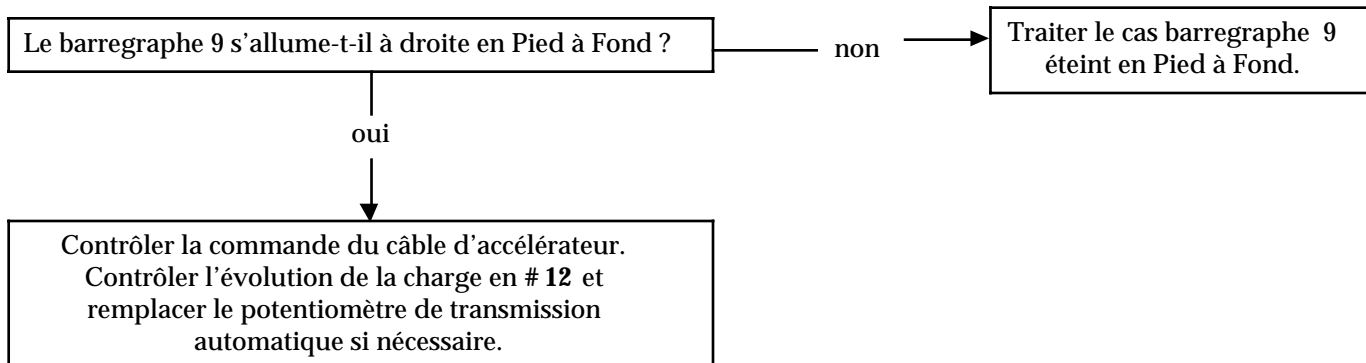 Le barregraphe 9 s'allume-t-il à droite en Pied à Fond ?
non
Traiter le cas barregraphe 9
éteint en Pied à Fond.
oui
Contrôler la commande du câble d'accélérateur.
Contrôler l'évolution de la charge en # 12 et
remplacer le potentiomètre de transmission
automatique si nécessaire.